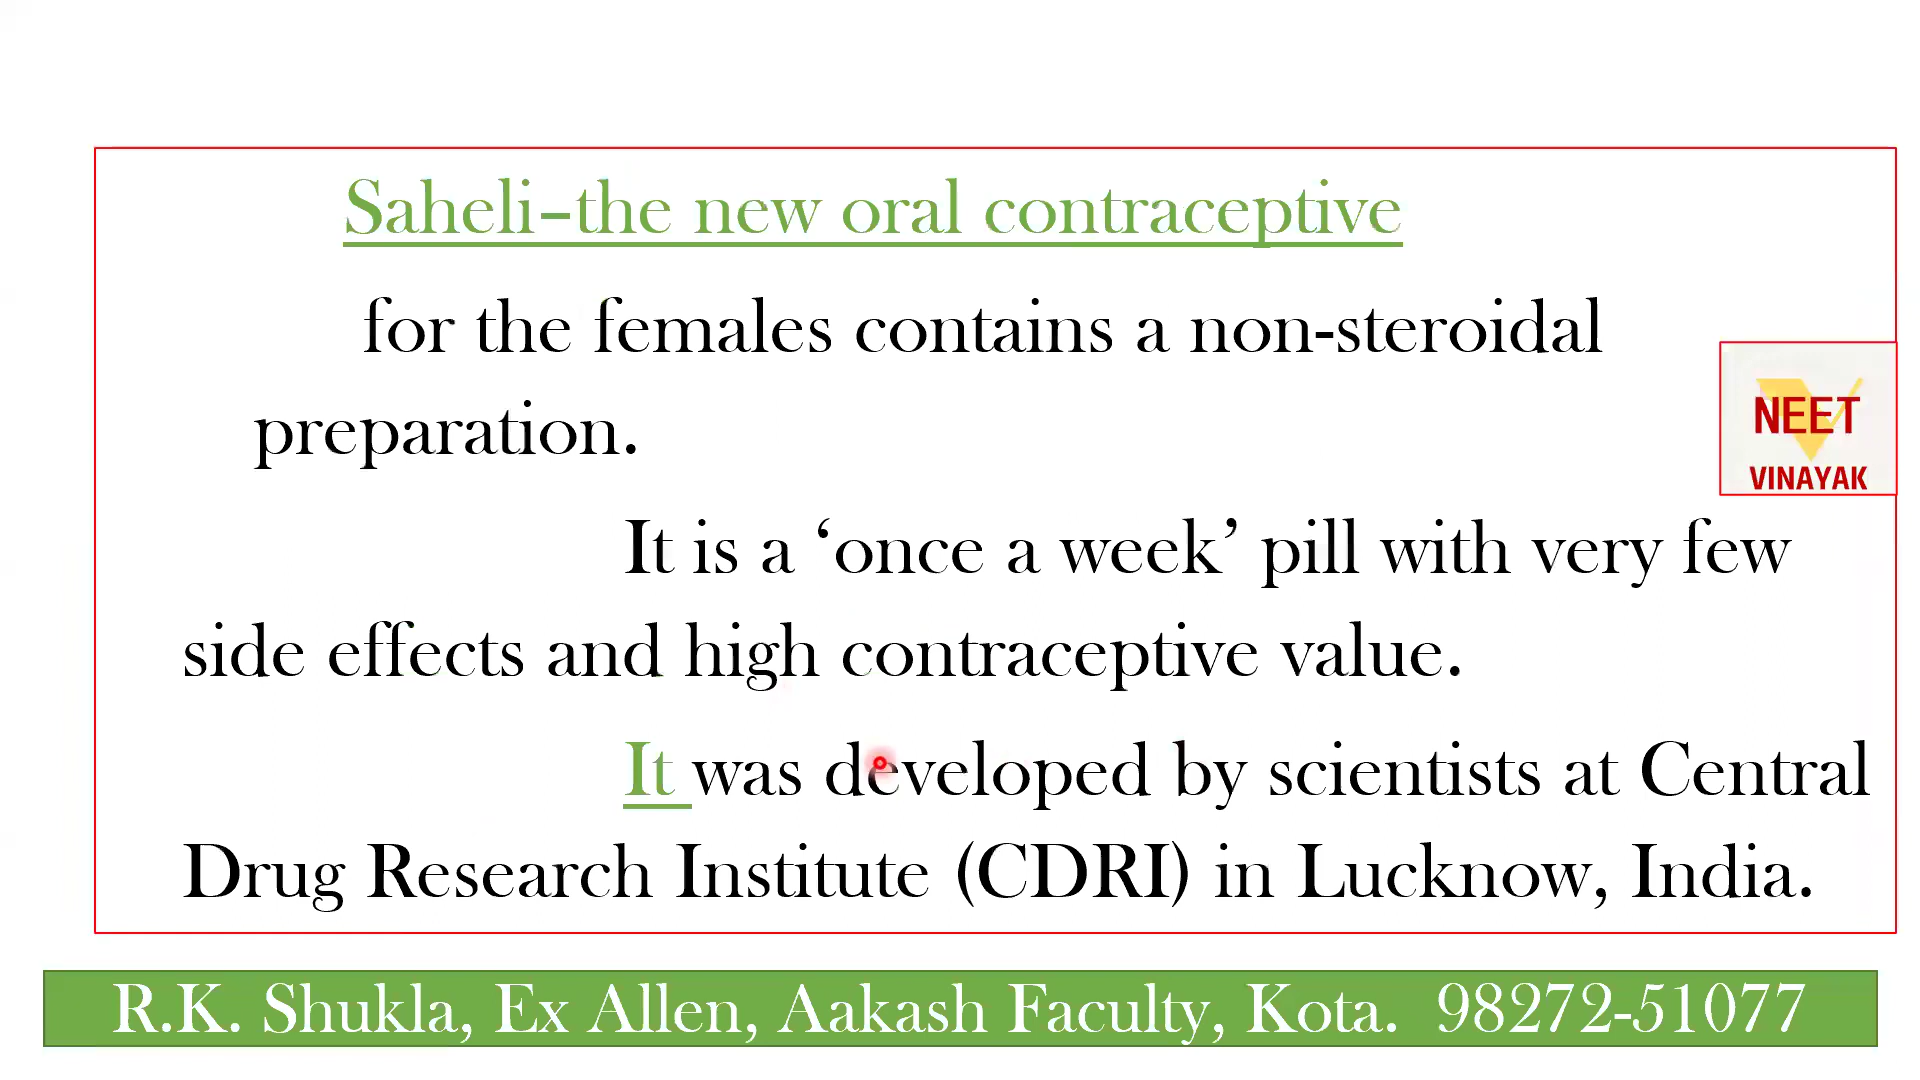 Saheli–the new oral contraceptive
for the females contains a non-steroidal
preparation.
NEET
VINAYAK
It is a ‘once a week’ pill with very few
side effects and high contraceptive value.
It was developed by scientists at Central
Drug Research Institute (CDRI) in Lucknow, India.
R.K. Shukla, Ex Allen, Aakash Faculty, Kota. 98272-51077